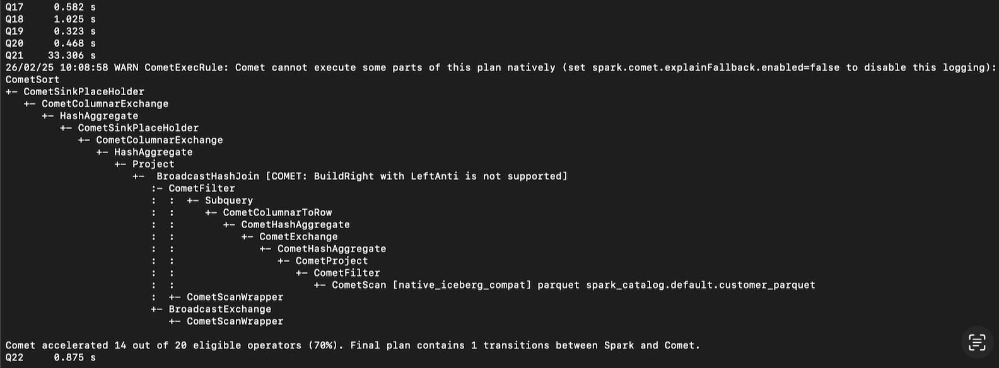 Q17     0.582 s
Q18     1.025 s
Q19     0.323 s
Q20     0.468 s
Q21    33.306 s
26/02/25 10:08:58 WARN CometExecRule: Comet cannot execute some parts of this plan natively (set spark.comet.explainFallback.enabled=false to disable this logging):
CometSort
+- CometSinkPlaceHolder
   +- CometColumnarExchange
      +- HashAggregate
         +- CometSinkPlaceHolder
            +- CometColumnarExchange
               +- HashAggregate
                  +- Project
                     +-  BroadcastHashJoin [COMET: BuildRight with LeftAnti is not supported]
                        :- CometFilter
                        :  :  +- Subquery
                        :  :     +- CometColumnarToRow
                        :  :        +- CometHashAggregate
                        :  :           +- CometExchange
                        :  :              +- CometHashAggregate
                        :  :                 +- CometProject
                        :  :                    +- CometFilter
                        :  :                       +- CometScan [native_iceberg_compat] parquet spark_catalog.default.customer_parquet
                        :  +- CometScanWrapper
                        +- BroadcastExchange
                           +- CometScanWrapper

Comet accelerated 14 out of 20 eligible operators (70%). Final plan contains 1 transitions between Spark and Comet.
Q22     0.875 s